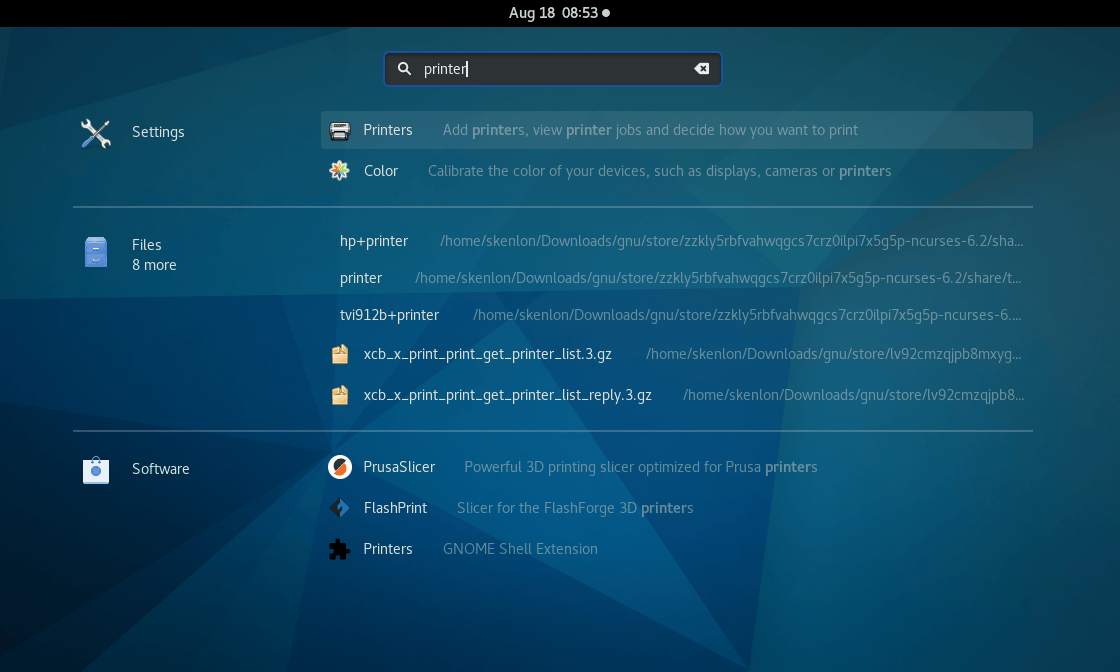 Aug 18 08:53
printer
Settings
Printers Add printers, view printer jobs and decide how you want to print
Color Calibrate the color of your devices, such as displays, cameras or printers
Files
8 more
hp+printer /home/skenlon/Downloads/gnu/store/zzkly5rbfvahwqgcs7crz0ilpi7x5g5p-ncurses-6.2/sha...
printer /home/skenlon/Downloads/gnu/store/zzkly5rbfvahwqgcs7crz0ilpi7x5g5p-ncurses-6.2/share/t...
tvi912b+printer /home/skenlon/Downloads/gnu/store/zzkly5rbfvahwqgcs7crz0ilpi7x5g5p-ncurses-6....
xcb_x_print_print_get_printer_list.3.gz /home/skenlon/Downloads/gnu/store/lv92cmzqjpb8mxyg...
xcb_x_print_print_get_printer_list_reply.3.gz /home/skenlon/Downloads/gnu/store/lv92cmzqjpb8...
Software
PrusaSlicer Powerful 3D printing slicer optimized for Prusa printers
FlashPrint Slicer for the FlashForge 3D printers
Printers GNOME Shell Extension